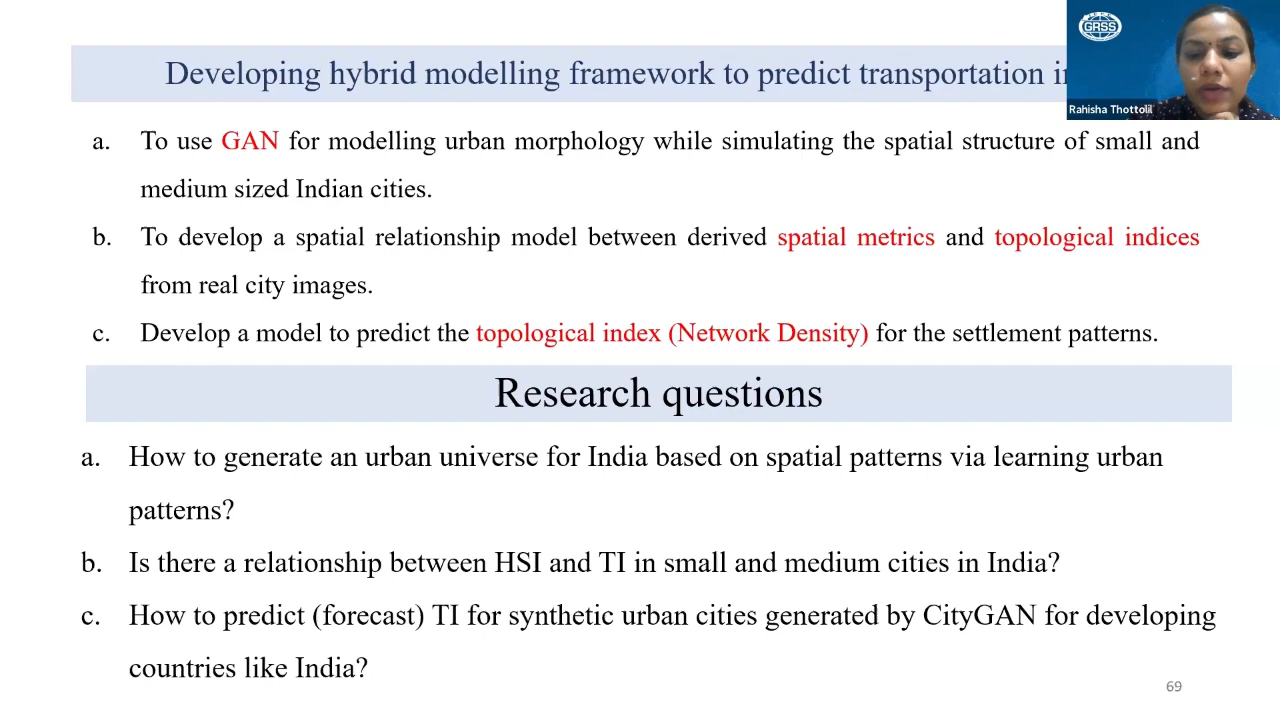 Developing hybrid modelling framework to predict transportation
GRSS
Rahisha Thottolil
a. To use GAN for modelling urban morphology while simulating the spatial structure of small and
medium sized Indian cities.
b. To develop a spatial relationship model between derived spatial metrics and topological indices
from real city images.
c. Develop a model to predict the topological index (Network Density) for the settlement patterns.
Research questions
a. How to generate an urban universe for India based on spatial patterns via learning urban
patterns?
b. Is there a relationship between HSI and TI in small and medium cities in India?
c. How to predict (forecast) TI for synthetic urban cities generated by CityGAN for developing
countries like India?
69